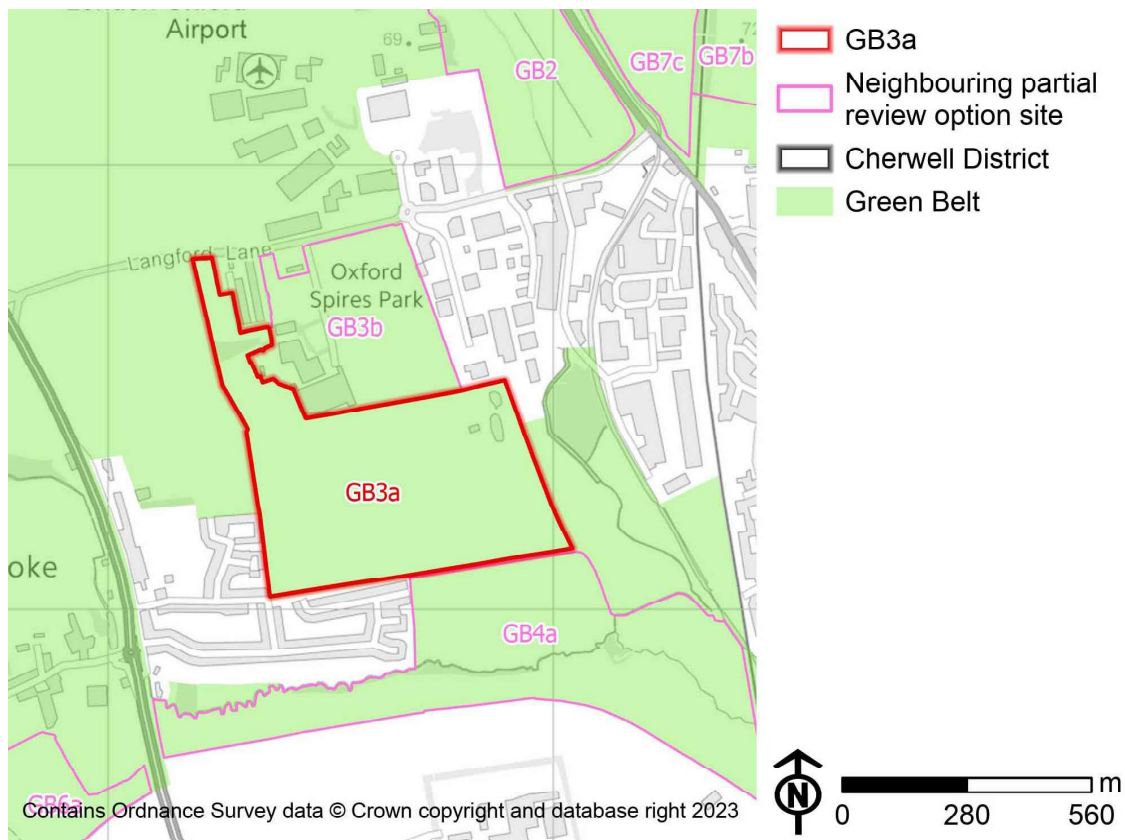 Airport
69
72
GB2
GB7c
GB7b
Langford Lane
Oxford
Spires Park
GB3b
GB3a
oke
GB4a
GB6a
Contains Ordnance Survey data © Crown copyright and database right 2023
GB3a
Neighbouring partial
review option site
Cherwell District
Green Belt
N
m
0 280 560